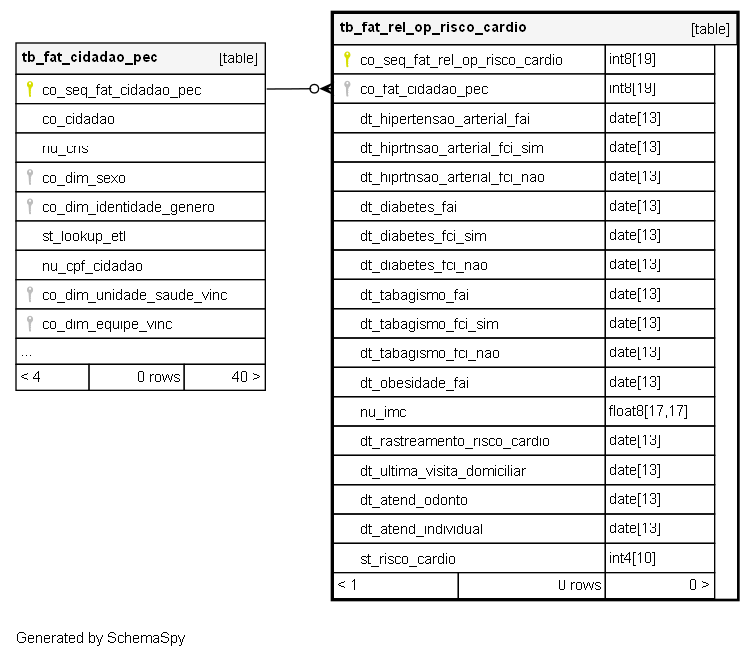 tb_fat_cidadao_pec [table]
co_seq_fat_cidadao_pec
co_cidadao
nu_cns
co_dim_sexo
co_dim_identidade_genero
st_lookup_etl
nu_cpf_cidadao
co_dim_unidade_saude_vinc
co_dim_equipe_vinc
...
< 4 0 rows 40 >
tb_fat_rel_op_risco_cardio [table]
co_seq_fat_rel_op_risco_cardio int8[19]
co_fat_cidadao_pec int8[19]
dt_hipertensao_arterial_fai date[13]
dt_hiprtnsao_arterial_fci_sim date[13]
dt_hiprtnsao_arterial_fci_nao date[13]
dt_diabetes_fai date[13]
dt_diabetes_fci_sim date[13]
dt_diabetes_fci_nao date[13]
dt_tabagismo_fai date[13]
dt_tabagismo_fci_sim date[13]
dt_tabagismo_fci_nao date[13]
dt_obesidade_fai date[13]
nu_imc float8[17,17]
dt_rastreamento_risco_cardio date[13]
dt_ultima_visita_domiciliar date[13]
dt_atend_odonto date[13]
dt_atend_individual date[13]
st_risco_cardio int4[10]
< 1 0 rows 0 >
Generated by SchemaSpy